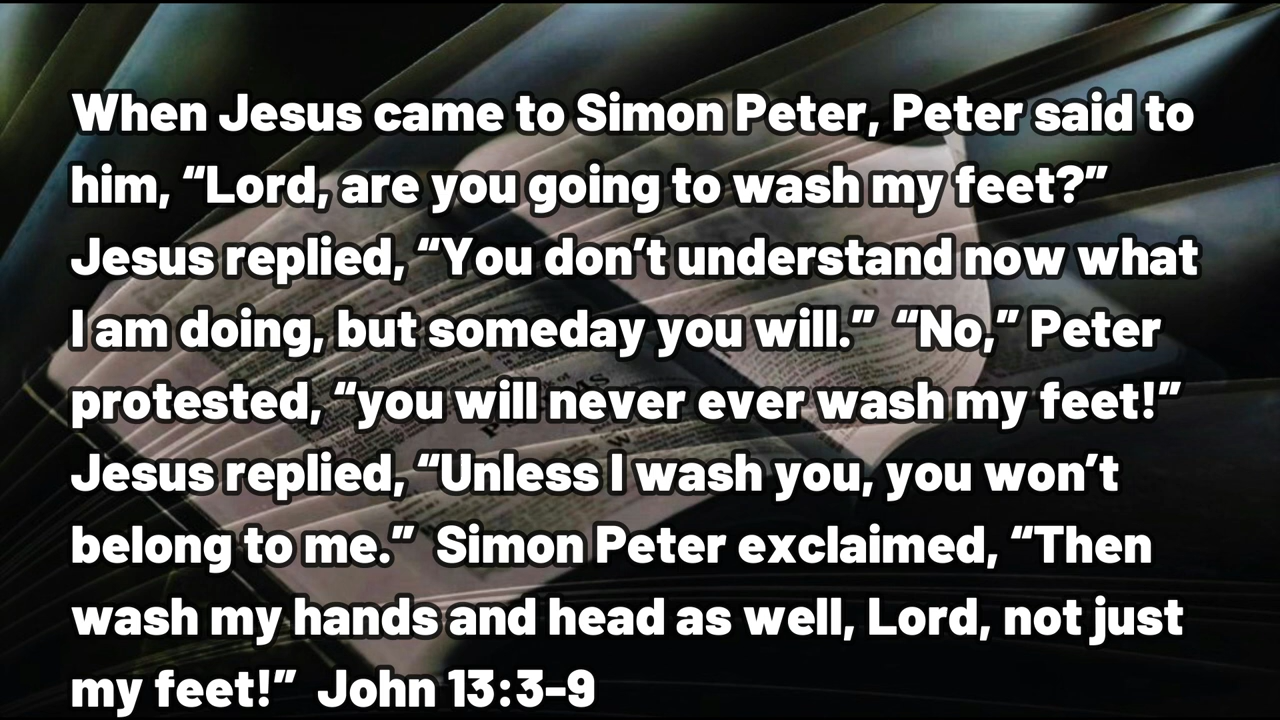 When Jesus came to Simon Peter, Peter said to
him, “Lord, are you going to wash my feet?”
Jesus replied, “You don’t understand now what
I am doing, but someday you will.”  “No,” Peter
protested, “you will never ever wash my feet!”
Jesus replied, “Unless I wash you, you won’t
belong to me.”  Simon Peter exclaimed, “Then
wash my hands and head as well, Lord, not just
my feet!”  John 13:3-9